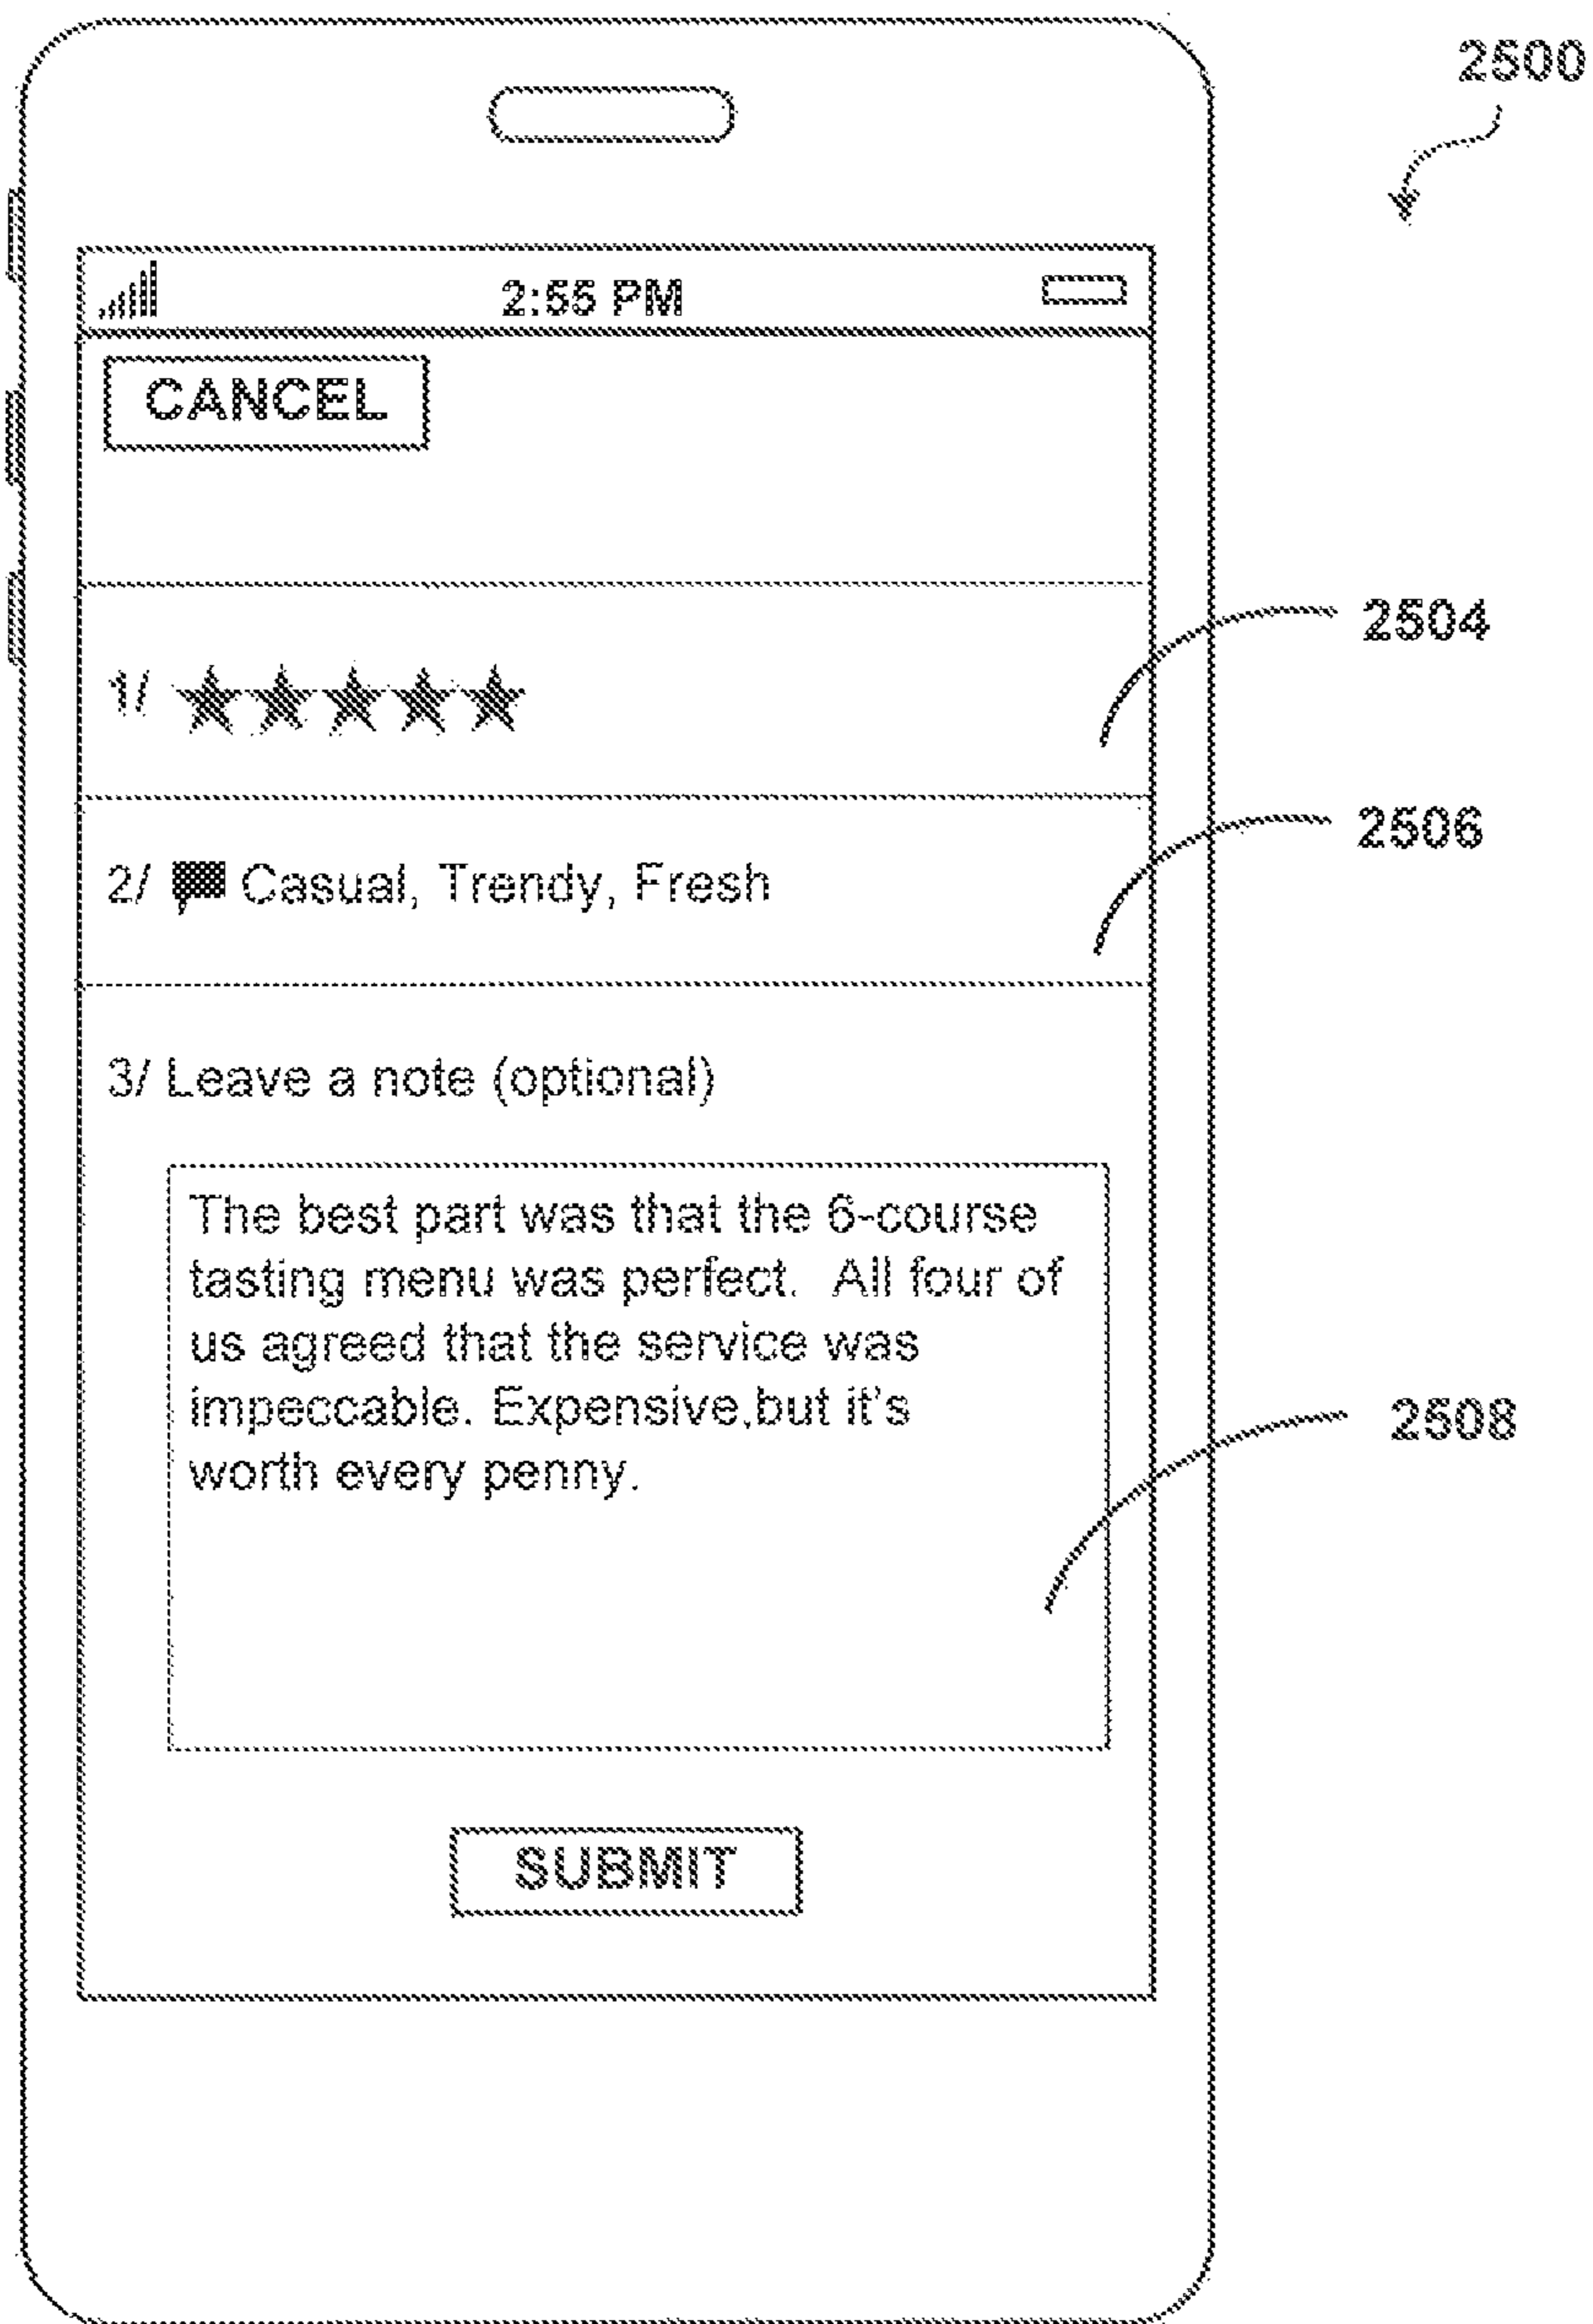 2500
2:55 PM
CANCEL
2504
1/ ★★★★★
2506
2/ Casual, Trendy, Fresh
3/ Leave a note (optional)
The best part was that the 6-course
tasting menu was perfect.  All four of
us agreed that the service was
impeccable. Expensive,but it's
worth every penny.
2508
SUBMIT